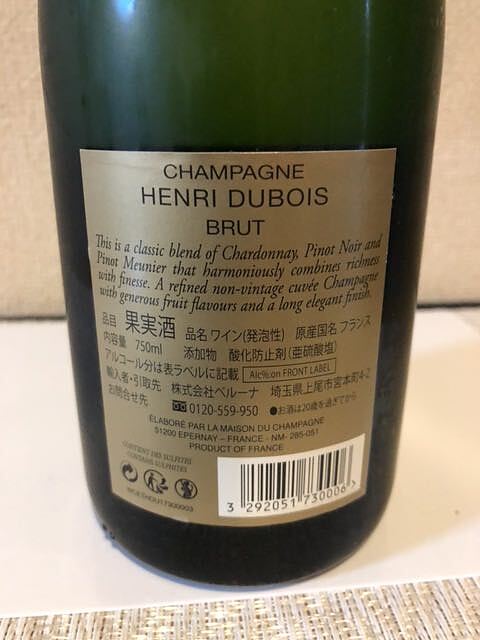 CHAMPAGNE
HENRI DUBOIS
BRUT
This is a classic blend of Chardonnay, Pinot Noir and
Pinot Meunier that harmoniously combines richness
with finesse. A refined non-vintage cuvée Champagne
with generous fruit flavours and a long elegant finish.
品目 果実酒 品名 ワイン(発泡性) 原産国名 フランス
内容量 750ml 添加物 酸化防止剤(亜硫酸塩)
アルコール分は表ラベルに記載 Alc%:on FRONT LABEL
輸入者・引取先 株式会社ベルーナ 埼玉県上尾市宮本町4-2
お問合せ先 0120-559-950 ●お酒は20歳を過ぎてから
ÉLABORÉ PAR LA MAISON DU CHAMPAGNE
51200 EPERNAY – FRANCE - NM- 285-051
PRODUCT OF FRANCE
CONTIENT DES SULFITES
CONTAINS SULPHITES
3 292051 730006